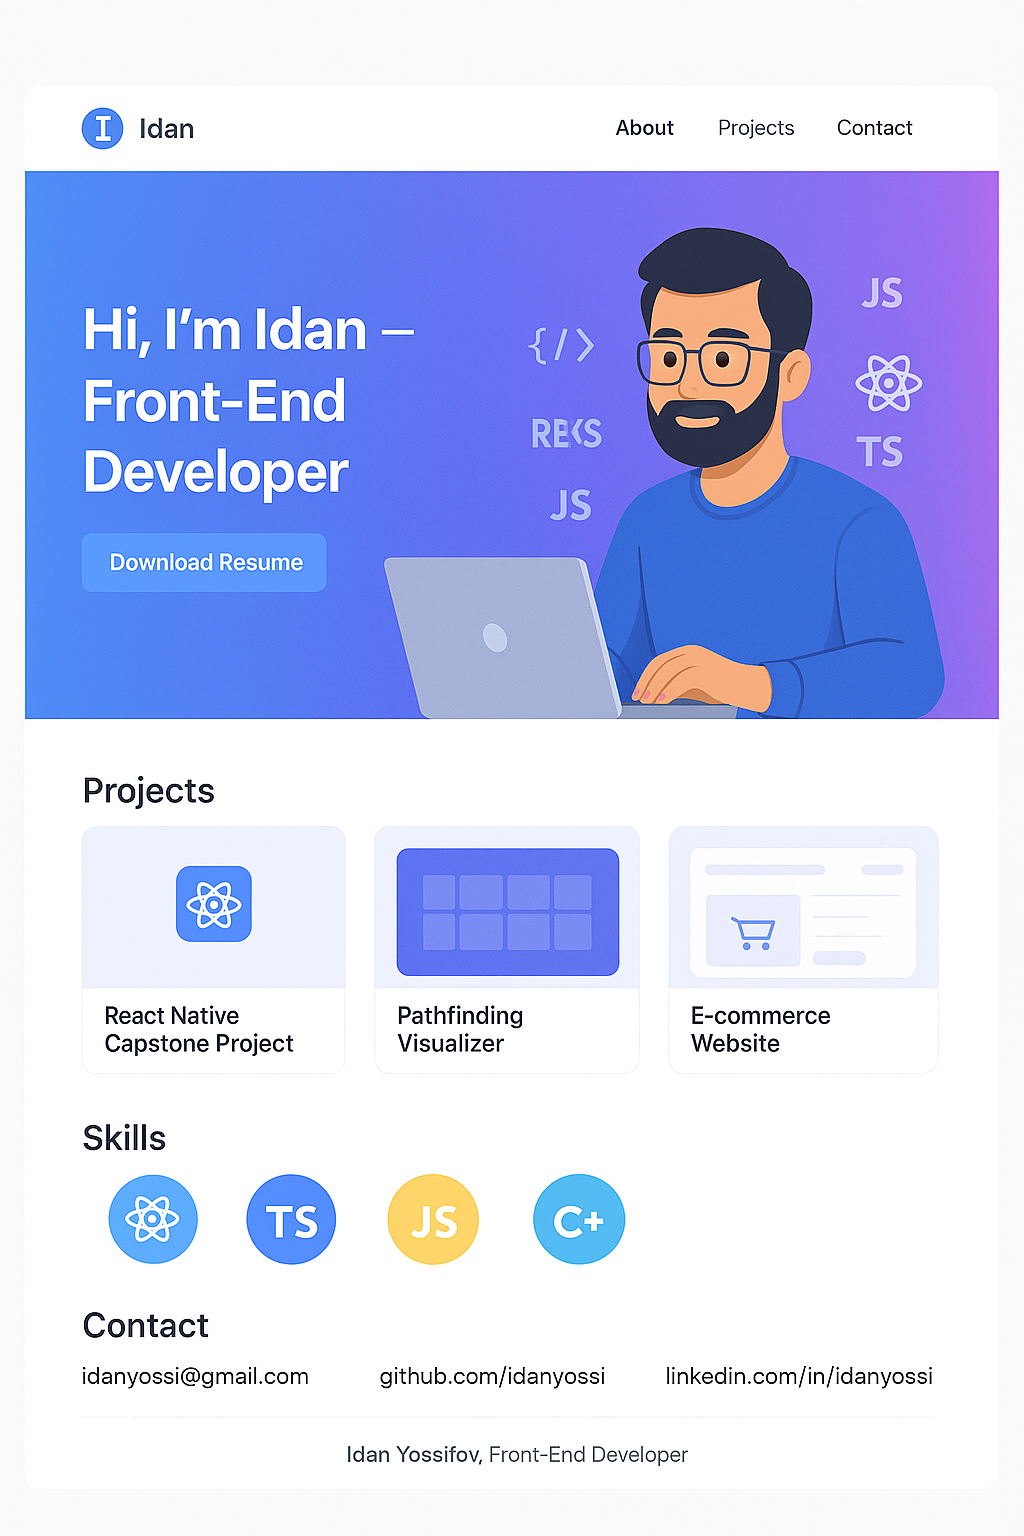 I Idan
About Projects Contact
Hi, I’m Idan –
Front-End
Developer
Download Resume
{/>
JS
TS
JS
Projects
React Native
Capstone Project
Pathfinding
Visualizer
E-commerce
Website
Skills
TS JS C+
Contact
idanyossi@gmail.com github.com/idanyossi linkedin.com/in/idanyossi
Idan Yossifov, Front-End Developer